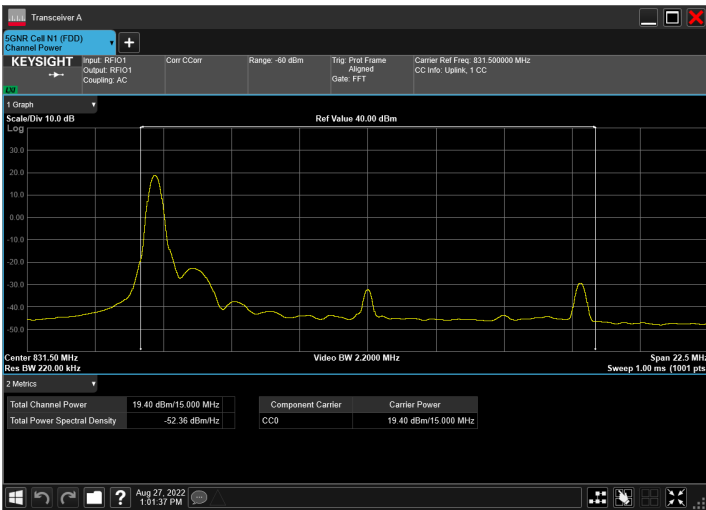 Transceiver A
5GNR Cell N1 (FDD)
Channel Power
KEYSIGHT
Input: RFIO1
Output: RFIO1
Coupling: AC
Corr CCorr
Range: -60 dBm
Trig: Prot Frame
Aligned
Gate: FFT
Carrier Ref Freq: 831.500000 MHz
CC Info: Uplink, 1 CC
LXI
1 Graph
Scale/Div 10.0 dB
Ref Value 40.00 dBm
Log
30.0
20.0
10.0
0.00
-10.0
-20.0
-30.0
-40.0
-50.0
Center 831.50 MHz
Video BW 2.2000 MHz
Span 22.5 MHz
Res BW 220.00 kHz
Sweep 1.00 ms (1001 pts
2 Metrics
Total Channel Power 19.40 dBm/15.000 MHz
Total Power Spectral Density -52.36 dBm/Hz
Component Carrier Carrier Power
CC0 19.40 dBm/15.000 MHz
Aug 27, 2022
1:01:37 PM